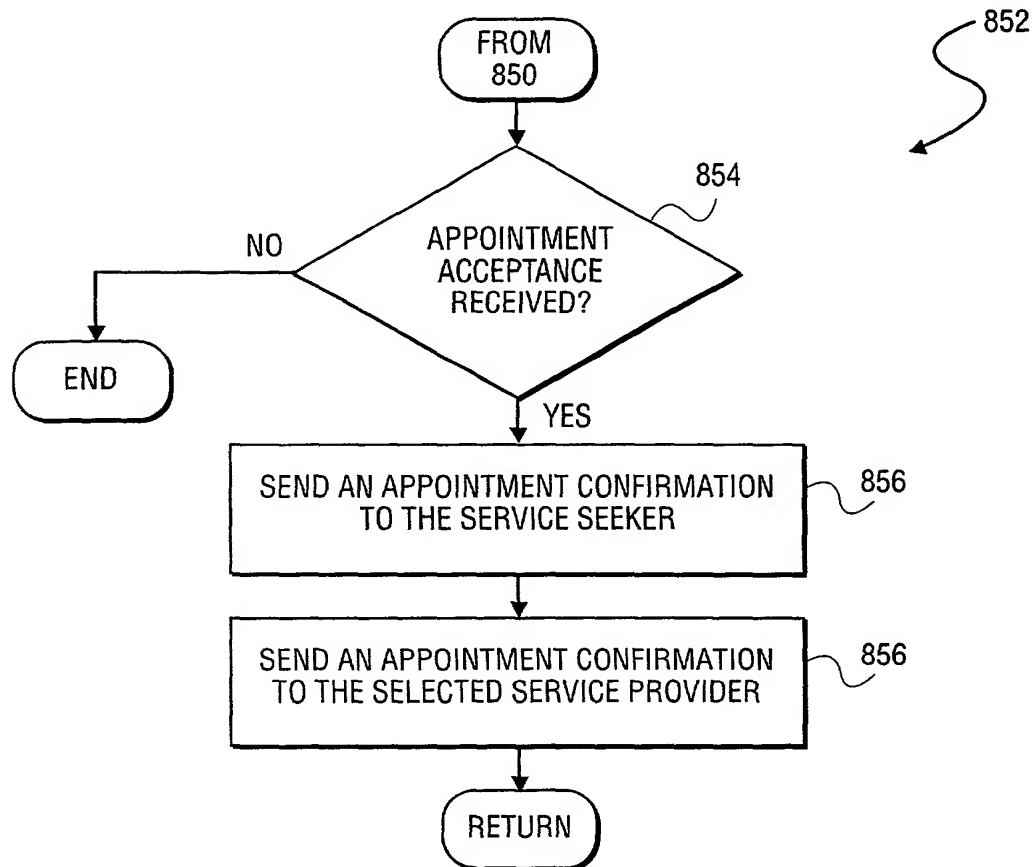 FROM
850
852
854
APPOINTMENT
ACCEPTANCE
RECEIVED?
NO
END
YES
SEND AN APPOINTMENT CONFIRMATION
TO THE SERVICE SEEKER
856
SEND AN APPOINTMENT CONFIRMATION
TO THE SELECTED SERVICE PROVIDER
856
RETURN